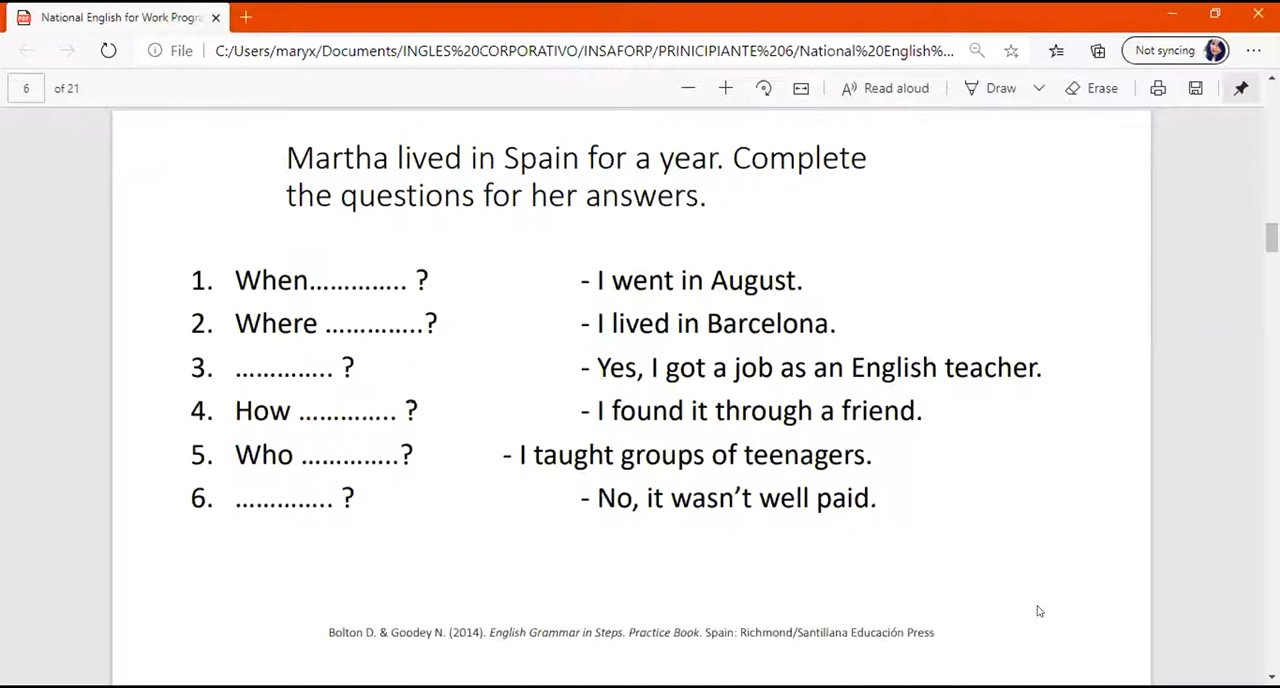 National English for Work Progra
File C:/Users/maryx/Documents/INGLES%20CORPORATIVO/INSAFORP/PRINICIPIANTE%206/National%20English%... Not syncing
6 of 21 Read aloud Draw Erase
Martha lived in Spain for a year. Complete
the questions for her answers.
1. When………….. ? - I went in August.
2. Where …………..? - I lived in Barcelona.
3. ………….. ? - Yes, I got a job as an English teacher.
4. How ………….. ? - I found it through a friend.
5. Who …………..? - I taught groups of teenagers.
6. ………….. ? - No, it wasn’t well paid.
Bolton D. & Goodey N. (2014). English Grammar in Steps. Practice Book. Spain: Richmond/Santillana Educación Press